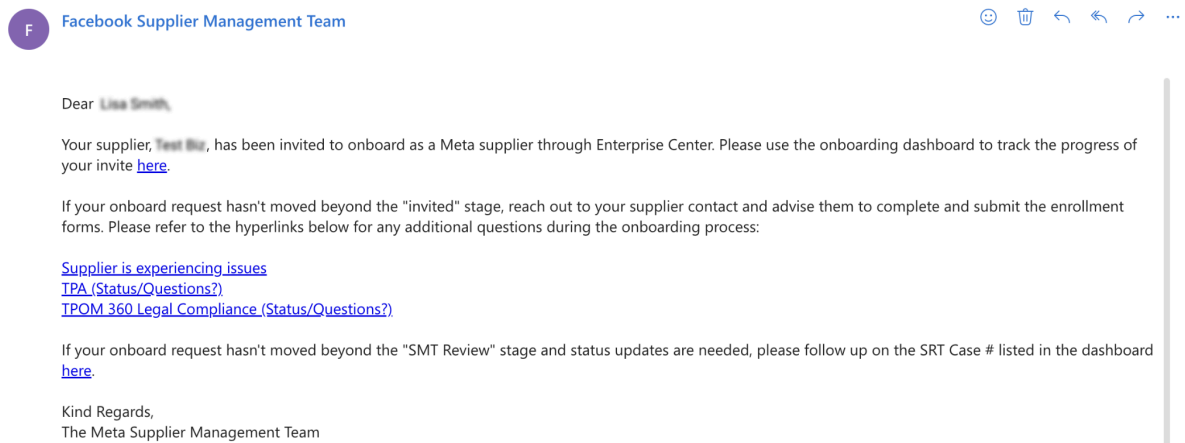 F
Facebook Supplier Management Team
Dear
Your supplier, , has been invited to onboard as a Meta supplier through Enterprise Center. Please use the onboarding dashboard to track the progress of
your invite here.
If your onboard request hasn't moved beyond the "invited" stage, reach out to your supplier contact and advise them to complete and submit the enrollment
forms. Please refer to the hyperlinks below for any additional questions during the onboarding process:
Supplier is experiencing issues
TPA (Status/Questions?)
TPOM 360 Legal Compliance (Status/Questions?)
If your onboard request hasn't moved beyond the "SMT Review" stage and status updates are needed, please follow up on the SRT Case # listed in the dashboard
here.
Kind Regards,
The Meta Supplier Management Team